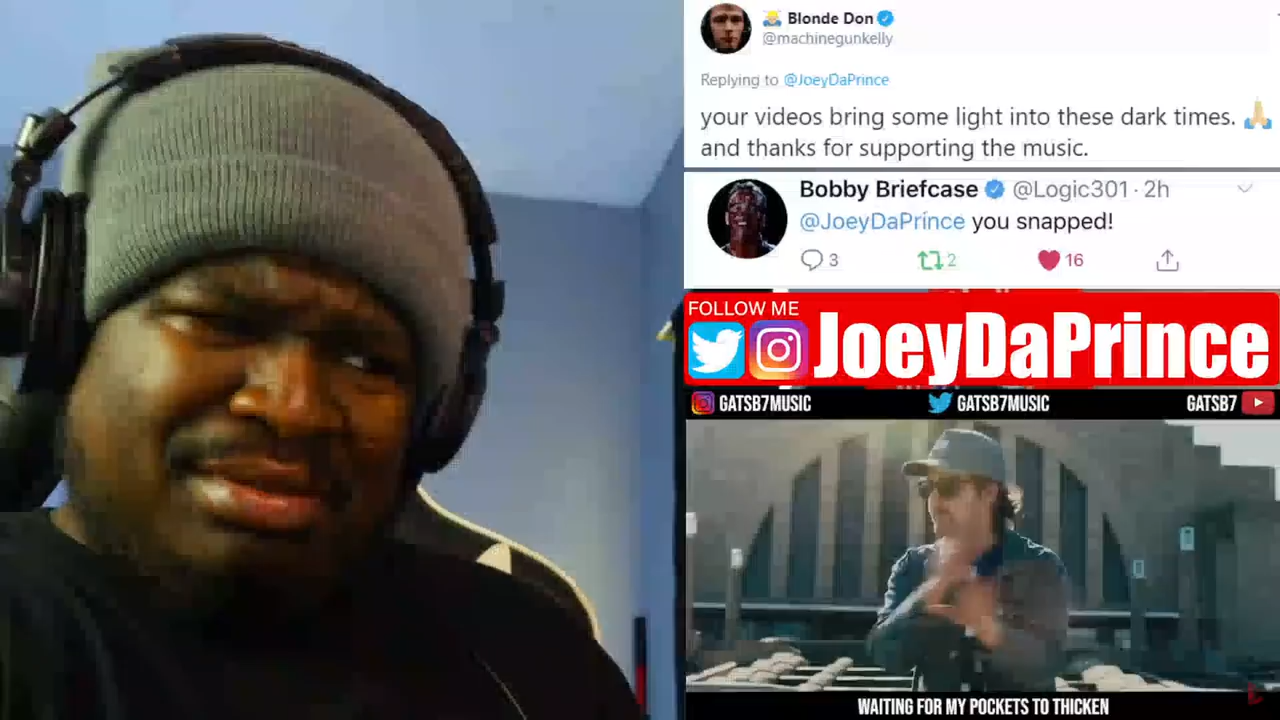 Blonde Don
@machinegunkelly
Replying to @JoeyDaPrince
your videos bring some light into these dark times. 🙏🏼
and thanks for supporting the music.
Bobby Briefcase @Logic301 · 2h
@JoeyDaPrince you snapped!
3 2 16
FOLLOW ME
JoeyDaPrince
GATSB7MUSIC GATSB7MUSIC GATSB7
WAITING FOR MY POCKETS TO THICKEN